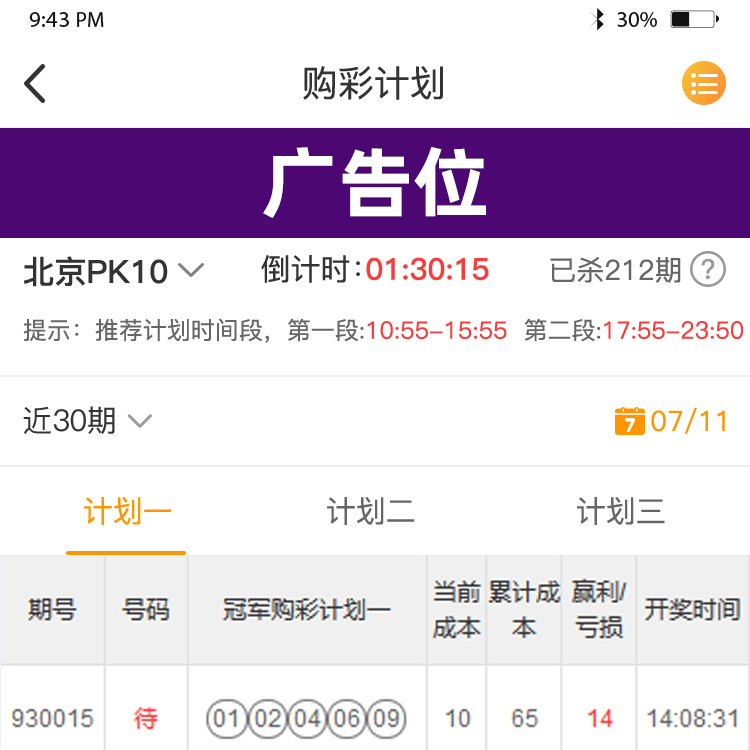 9:43 PM 30%
购彩计划
广告位
北京PK10 倒计时:01:30:15 已杀212期 ?
提示：推荐计划时间段，第一段:10:55-15:55 第二段:17:55-23:50
近30期 7 07/11
计划一 计划二 计划三
期号 号码 冠军购彩计划一 当前成本 累计成本 赢利/亏损 开奖时间
930015 待 01 02 04 06 09 10 65 14 14:08:31